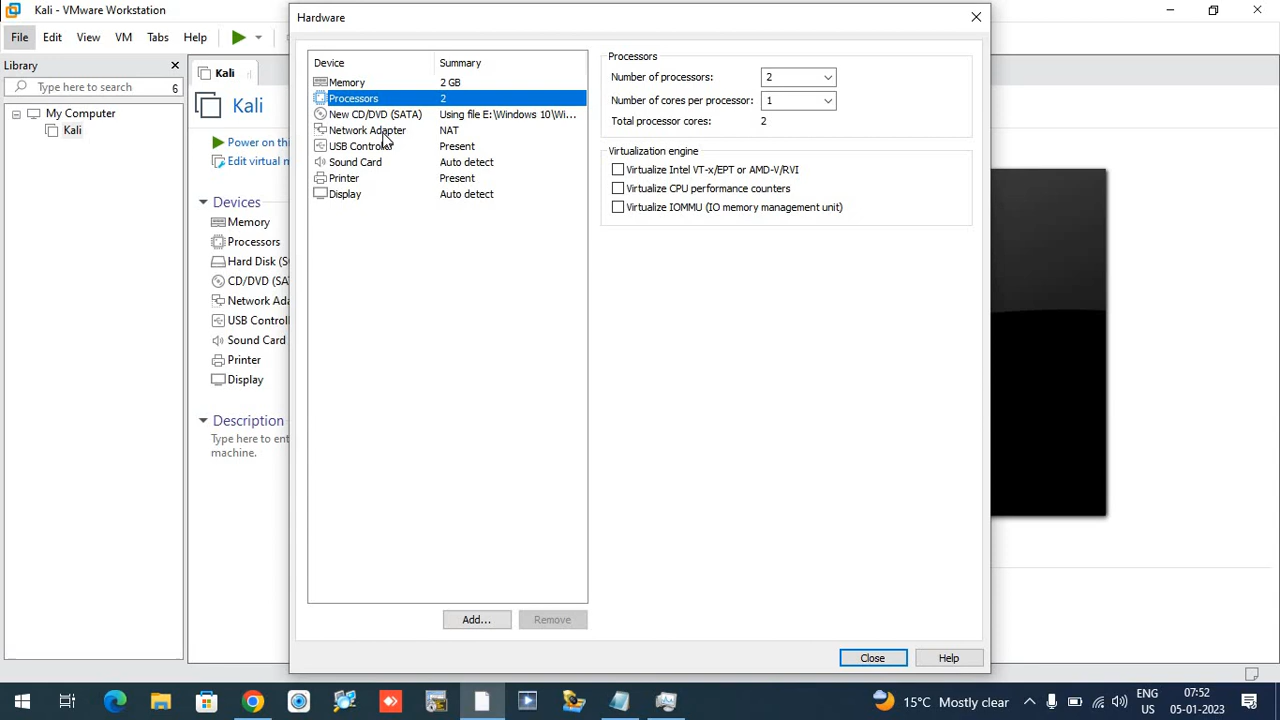 Kali - VMware Workstation
File Edit View VM Tabs Help
Library
Type here to search 6
My Computer
Kali
Kali
Kali
Power on this
Edit virtual m
Devices
Memory
Processors
Hard Disk (S
CD/DVD (SA
Network Ada
USB Controll
Sound Card
Printer
Display
Description
Type here to ent
machine.
Hardware
Device Summary
Memory 2 GB
Processors 2
New CD/DVD (SATA) Using file E:\Windows 10\Wi...
Network Adapter NAT
USB Present
Sound Card Auto detect
Printer Present
Display Auto detect
Add... Remove
Processors
Number of processors: 2
Number of cores per processor: 1
Total processor cores: 2
Virtualization engine
Virtualize Intel VT-x/EPT or AMD-V/RVI
Virtualize CPU performance counters
Virtualize IOMMU (IO memory management unit)
Close Help
15°C Mostly clear
ENG
US
07:52
05-01-2023